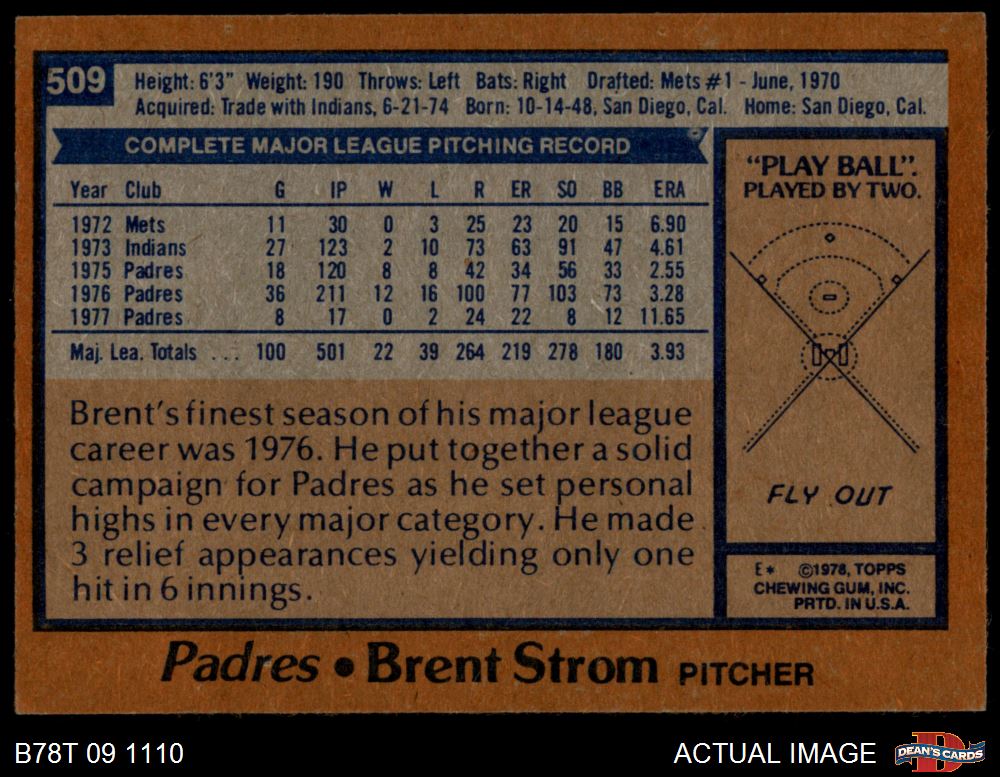 509
Height: 6'3" Weight: 190 Throws: Left Bats: Right Drafted: Mets #1 - June, 1970
Acquired: Trade with Indians, 6-21-74 Born: 10-14-48, San Diego, Cal. Home: San Diego, Cal.
COMPLETE MAJOR LEAGUE PITCHING RECORD
Year Club G IP W L R ER SO BB ERA
1972 Mets 11 30 0 3 25 23 20 15 6.90
1973 Indians 27 123 2 10 73 63 91 47 4.61
1975 Padres 18 120 8 8 42 34 56 33 2.55
1976 Padres 36 211 12 16 100 77 103 73 3.28
1977 Padres 8 17 0 2 24 22 8 12 11.65
Maj. Lea. Totals ... 100 501 22 39 264 219 278 180 3.93
Brent's finest season of his major league
career was 1976. He put together a solid
campaign for Padres as he set personal
highs in every major category. He made
3 relief appearances yielding only one
hit in 6 innings.
"PLAY BALL".
PLAYED BY TWO.
FLY OUT
E* ©1978, TOPPS
CHEWING GUM, INC.
PRTD. IN U.S.A.
Padres • Brent Strom PITCHER
B78T 09 1110
ACTUAL IMAGE
D
DEAN'S CARDS